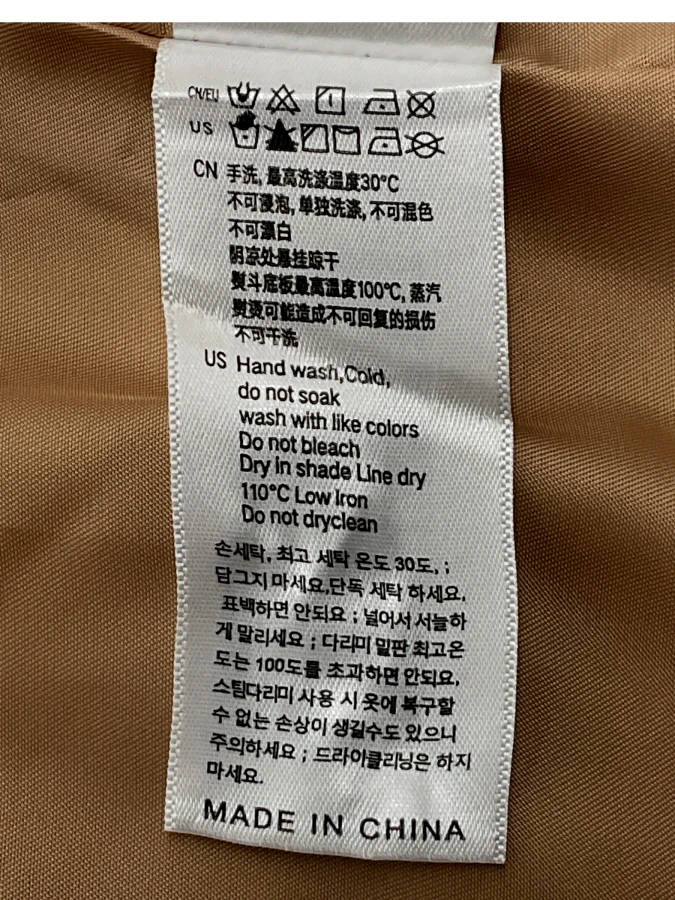 CN/EU
US
CN 手洗, 最高洗涤温度30°C
不可浸泡, 单独洗涤, 不可混色
不可漂白
阴凉处悬挂晾干
熨斗底板最高温度100°C, 蒸汽
熨烫可能造成不可回复的损伤
不可干洗
US Hand wash,Cold,
do not soak
wash with like colors
Do not bleach
Dry in shade Line dry
110°C Low Iron
Do not dryclean
손세탁, 최고 세탁 온도 30도, ;
담그지 마세요,단독 세탁 하세요,
표백하면 안되요 ; 널어서 서늘하
게 말리세요 ; 다리미 밑판 최고온
도는 100도를 초과하면 안되요,
스팀다리미 사용 시 옷에 복구할
수 없는 손상이 생길수도 있으니
주의하세요 ; 드라이클리닝은 하지
마세요.
MADE IN CHINA